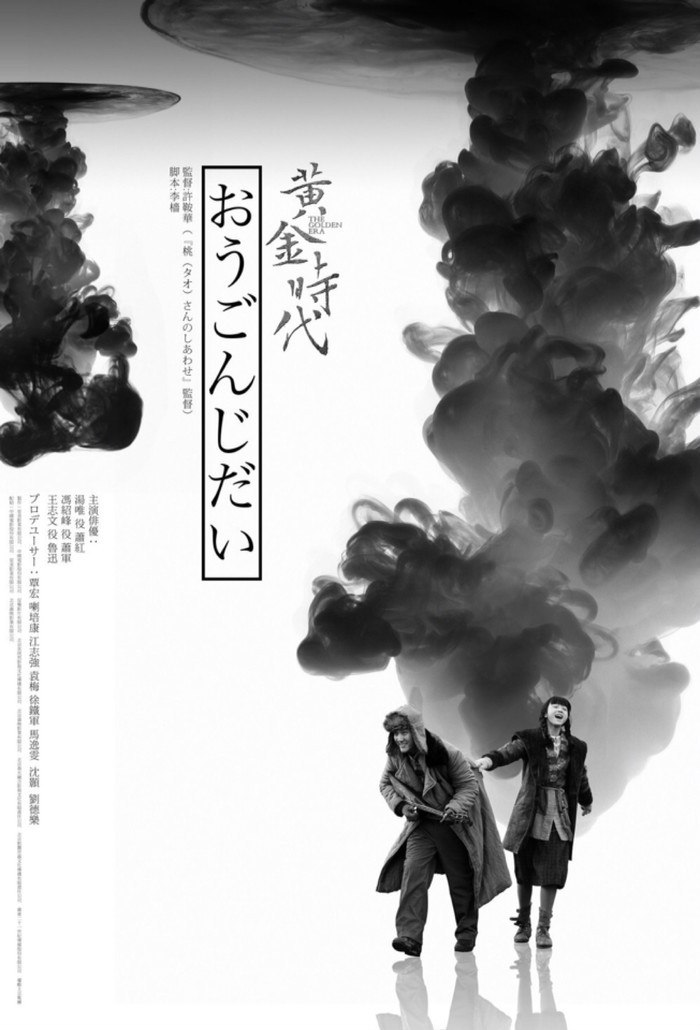 黄金時代
THE
GOLDEN
ERA
おうごんじだい
監督:許鞍華(『桃(タオ)さんのしあわせ』監督)
脚本:李檣
主演俳優:
湯唯 役 蕭紅
馮紹峰 役 蕭軍
王志文 役 魯迅
プロデューサー:覃宏 喇培康 江志強 袁梅 徐鐵軍 馬逸雯 沈顥 劉德樂